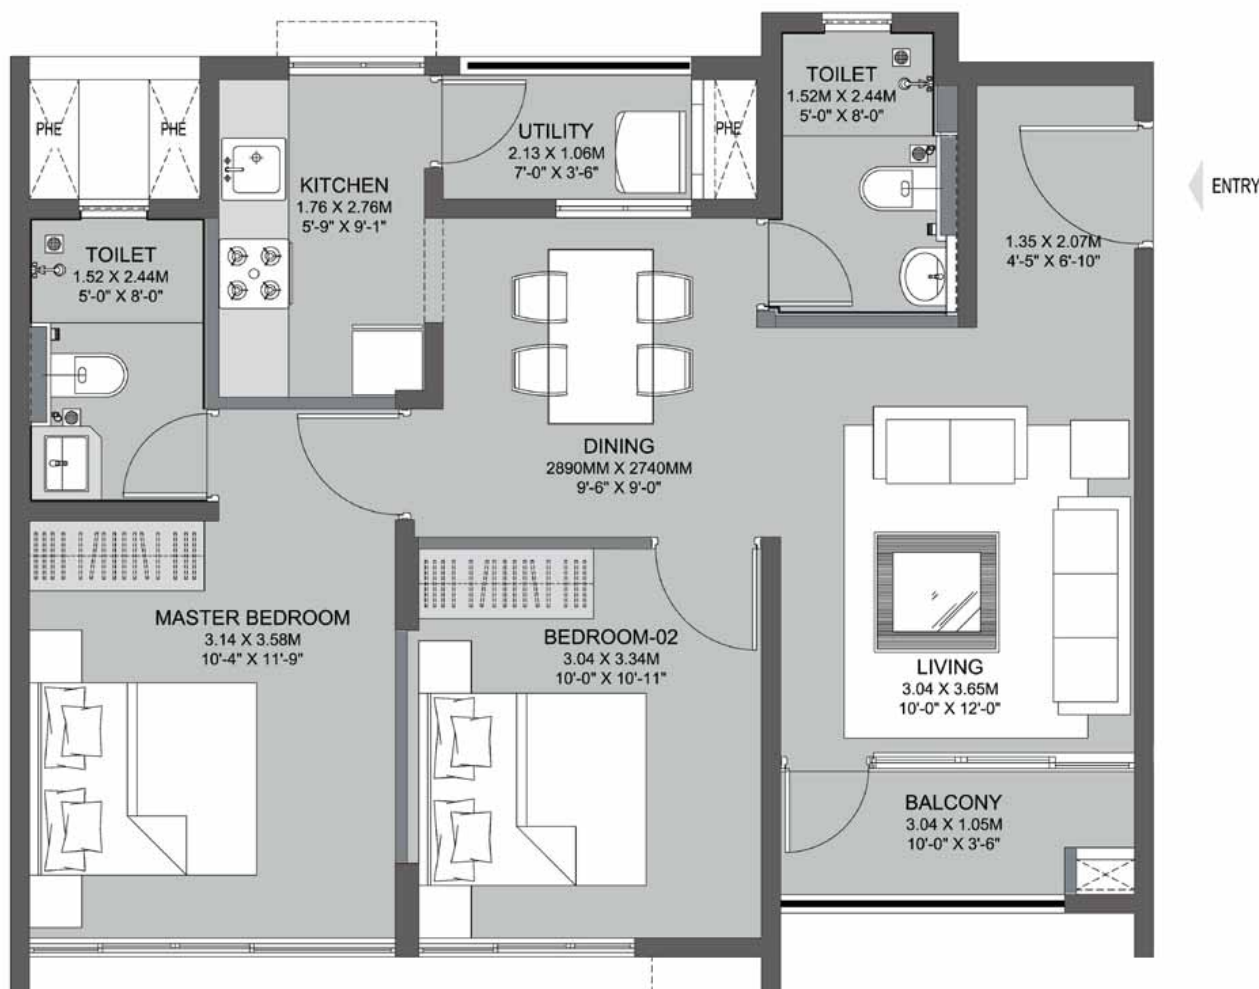 TOILET
1.52M X 2.44M
5'-0" X 8'-0"
PHE
PHE
UTILITY
2.13 X 1.06M
7'-0" X 3'-6"
PHE
KITCHEN
1.76 X 2.76M
5'-9" X 9'-1"
ENTRY
TOILET
1.52 X 2.44M
5'-0" X 8'-0"
1.35 X 2.07M
4'-5" X 6'-10"
DINING
2890MM X 2740MM
9'-6" X 9'-0"
MASTER BEDROOM
3.14 X 3.58M
10'-4" X 11'-9"
BEDROOM-02
3.04 X 3.34M
10'-0" X 10'-11"
LIVING
3.04 X 3.65M
10'-0" X 12'-0"
BALCONY
3.04 X 1.05M
10'-0" X 3'-6"